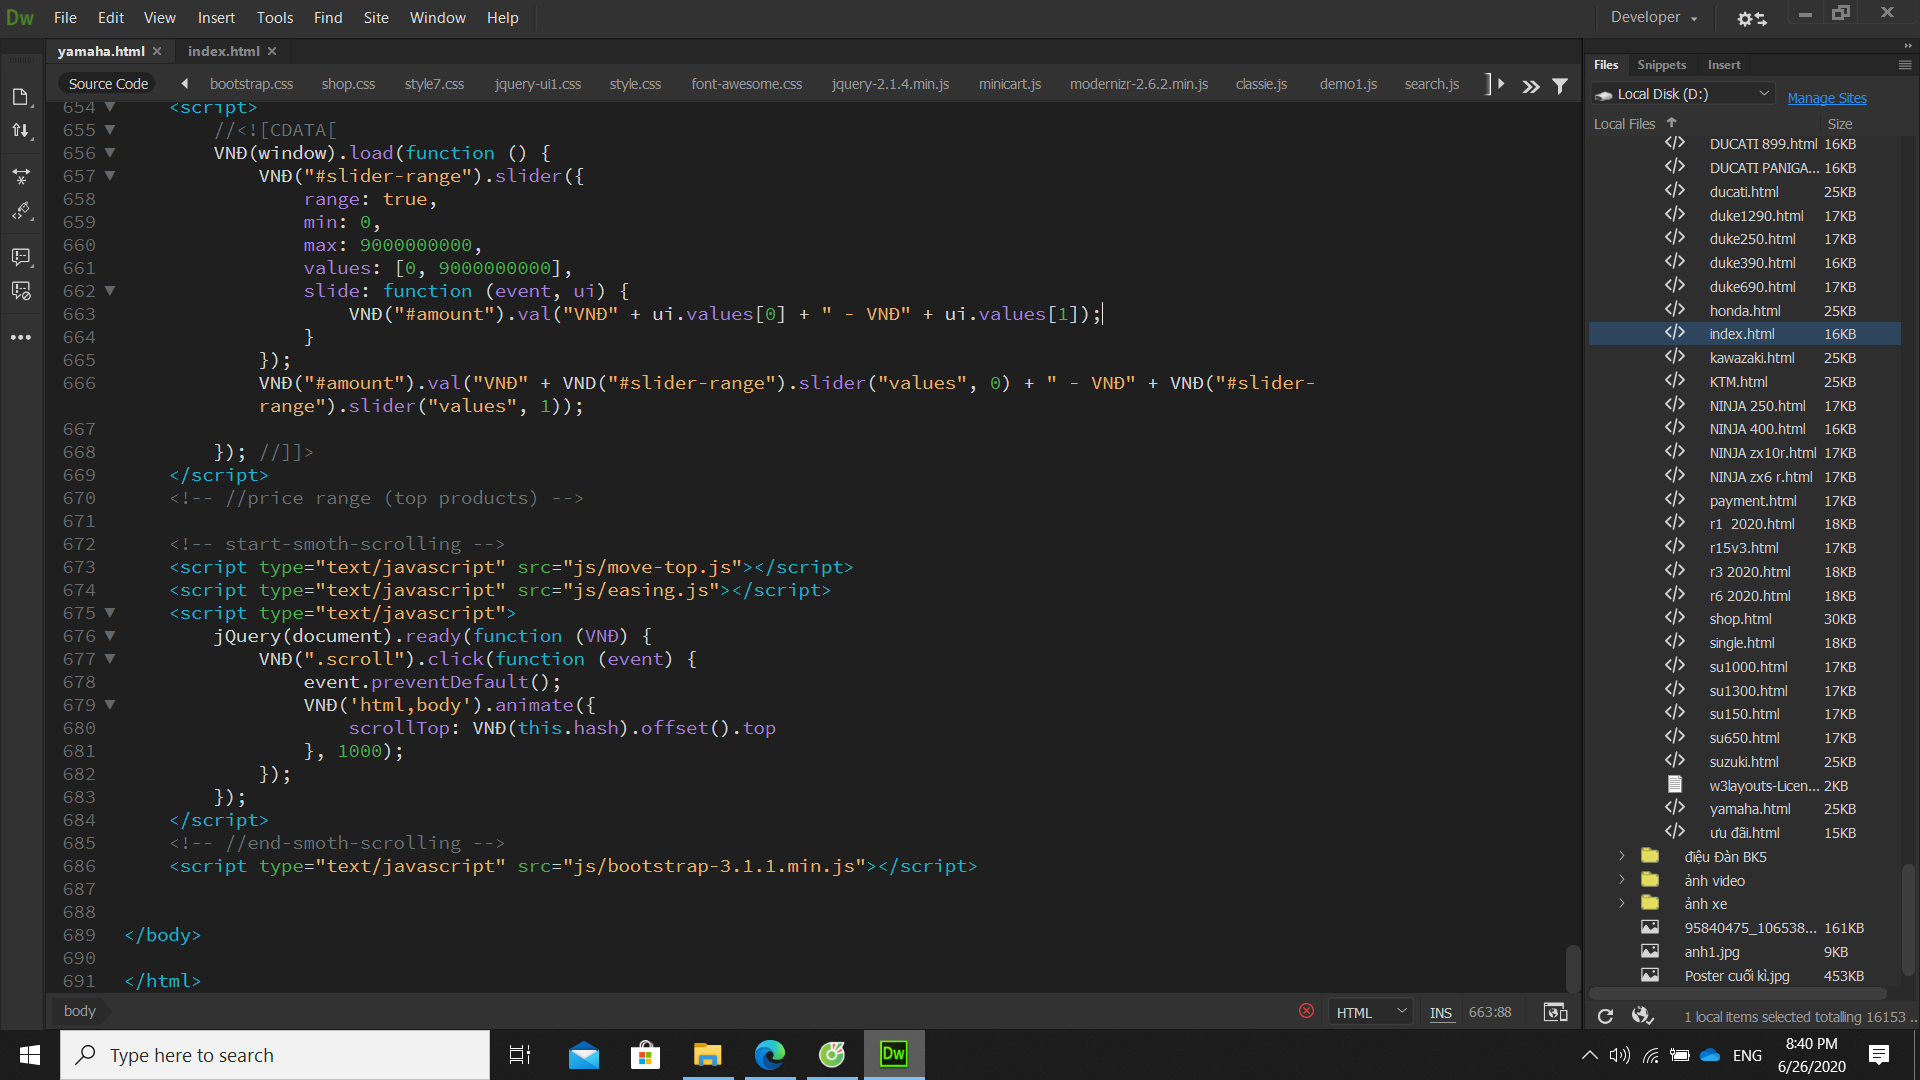 Dw File Edit View Insert Tools Find Site Window Help Developer
yamaha.html index.html
Source Code bootstrap.css shop.css style7.css jquery-ui1.css style.css font-awesome.css jquery-2.1.4.min.js minicart.js modernizr-2.6.2.min.js classie.js demo1.js search.js
654 <script>
655 //<![CDATA[
656 VNĐ(window).load(function () {
657 VNĐ("#slider-range").slider({
658 range: true,
659 min: 0,
660 max: 9000000000,
661 values: [0, 9000000000],
662 slide: function (event, ui) {
663 VNĐ("#amount").val("VNĐ" + ui.values[0] + " - VNĐ" + ui.values[1]);
664 }
665 });
666 VNĐ("#amount").val("VNĐ" + VND("#slider-range").slider("values", 0) + " - VNĐ" + VNĐ("#slider-
range").slider("values", 1));
667
668 }); //]]>
669 </script>
670 <!-- //price range (top products) -->
671
672 <!-- start-smoth-scrolling -->
673 <script type="text/javascript" src="js/move-top.js"></script>
674 <script type="text/javascript" src="js/easing.js"></script>
675 <script type="text/javascript">
676 jQuery(document).ready(function (VNĐ) {
677 VNĐ(".scroll").click(function (event) {
678 event.preventDefault();
679 VNĐ('html,body').animate({
680 scrollTop: VNĐ(this.hash).offset().top
681 }, 1000);
682 });
683 });
684 </script>
685 <!-- //end-smoth-scrolling -->
686 <script type="text/javascript" src="js/bootstrap-3.1.1.min.js"></script>
687
688
689 </body>
690
691 </html>
body HTML INS 663:88
Files Snippets Insert
Local Disk (D:) Manage Sites
Local Files Size
DUCATI 899.html 16KB
DUCATI PANIGA... 16KB
ducati.html 25KB
duke1290.html 17KB
duke250.html 17KB
duke390.html 16KB
duke690.html 17KB
honda.html 25KB
index.html 16KB
kawazaki.html 25KB
KTM.html 25KB
NINJA 250.html 17KB
NINJA 400.html 16KB
NINJA zx10r.html 17KB
NINJA zx6 r.html 17KB
payment.html 17KB
r1 2020.html 18KB
r15v3.html 17KB
r3 2020.html 18KB
r6 2020.html 18KB
shop.html 30KB
single.html 18KB
su1000.html 17KB
su1300.html 17KB
su150.html 17KB
su650.html 17KB
suzuki.html 25KB
w3layouts-Licen... 2KB
yamaha.html 25KB
ưu đãi.html 15KB
điệu Đàn BK5
ảnh video
ảnh xe
95840475_106538... 161KB
anh1.jpg 9KB
Poster cuối kì.jpg 453KB
1 local items selected totalling 16153 ..
Type here to search
Dw
ENG
8:40 PM
6/26/2020